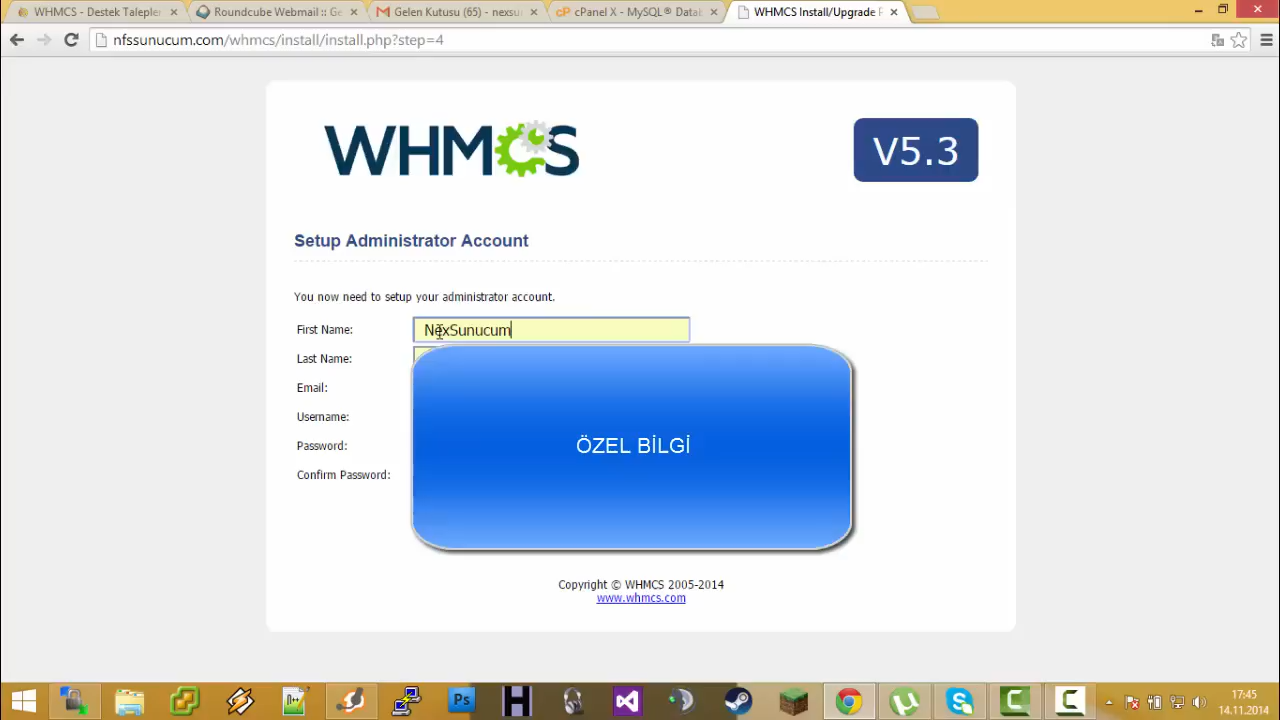 WHMCS - Destek Talepler
Roundcube Webmail :: Ge
Gelen Kutusu (65) - nexsu
cPanel X - MySQL® Datab
WHMCS Install/Upgrade P
nfssunucum.com/whmcs/install/install.php?step=4
WHMCS
V5.3
Setup Administrator Account
You now need to setup your administrator account.
First Name:
NexSunucum
Last Name:
Email:
Username:
Password:
Confirm Password:
ÖZEL BİLGİ
Copyright © WHMCS 2005-2014
www.whmcs.com
Ps
17:45
14.11.2014